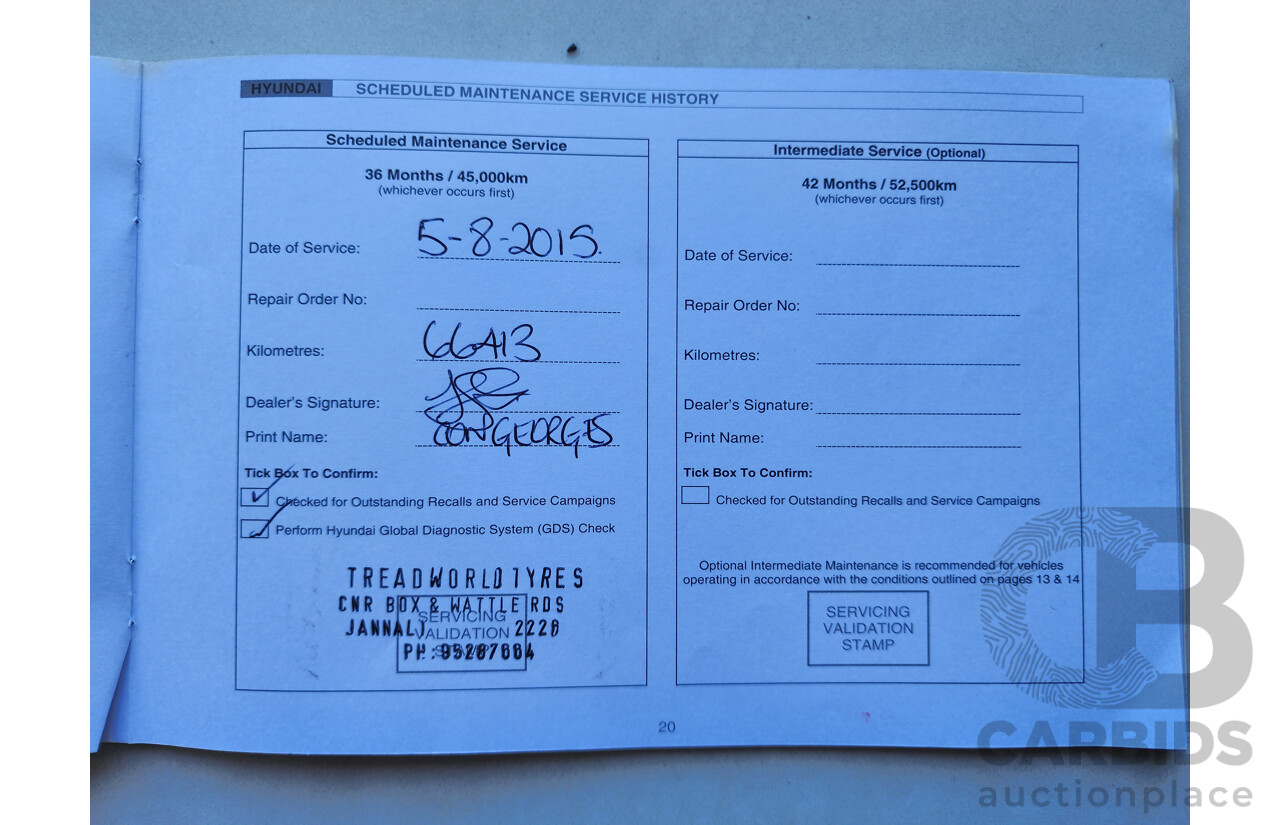 HYUNDAI SCHEDULED MAINTENANCE SERVICE HISTORY
Scheduled Maintenance Service
36 Months / 45,000km
(whichever occurs first)
Date of Service: 5-8-2015.
Repair Order No:
Kilometres: 66413
Dealer's Signature:
Print Name: GEORGES
Tick Box To Confirm:
Checked for Outstanding Recalls and Service Campaigns
Perform Hyundai Global Diagnostic System (GDS) Check
TREADWORLD TYRES
CNR BOX & WATTLE RDS
JANNALI 2226
PH:95287664
SERVICING
VALIDATION
STAMP
Intermediate Service (Optional)
42 Months / 52,500km
(whichever occurs first)
Date of Service:
Repair Order No:
Kilometres:
Dealer's Signature:
Print Name:
Tick Box To Confirm:
Checked for Outstanding Recalls and Service Campaigns
Optional Intermediate Maintenance is recommended for vehicles
operating in accordance with the conditions outlined on pages 13 & 14
SERVICING
VALIDATION
STAMP
20
CB
CARBIDS
auctionplace